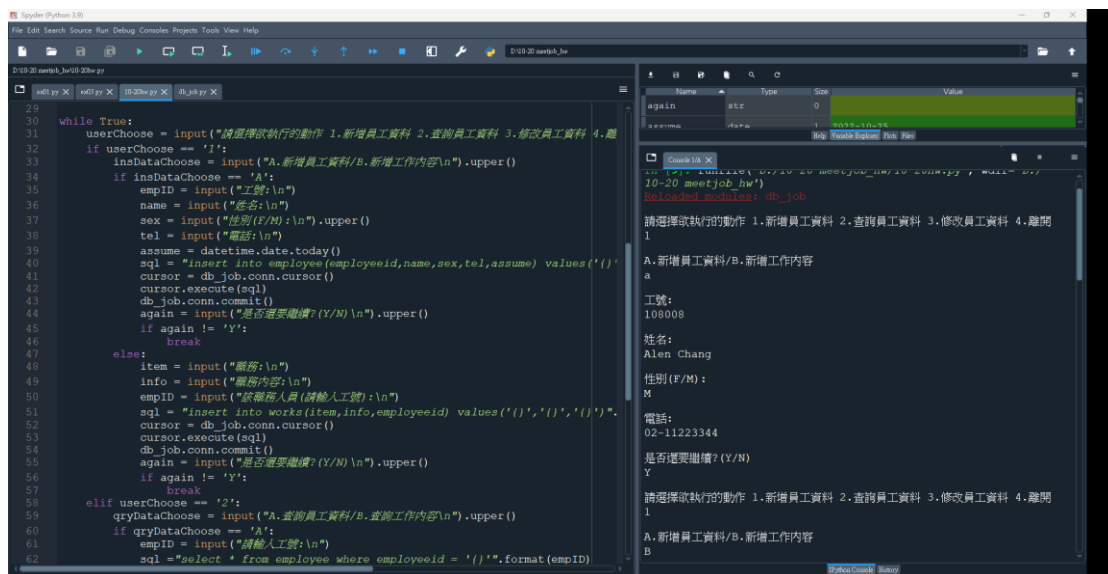 Spyder (Python 3.9)
File Edit Search Source Run Debug Consoles Projects Tools View Help
D:\10-20 meetjob_hw
D:\10-20 meetjob_hw\10-20hw.py
ex01.py ex03.py 10-20hw.py db_job.py
29
30 while True:
31 userChoose = input("請選擇欲執行的動作 1.新增員工資料 2.查詢員工資料 3.修改員工資料 4.離
32 if userChoose == '1':
33 insDataChoose = input("A.新增員工資料/B.新增工作內容\n").upper()
34 if insDataChoose == 'A':
35 empID = input("工號:\n")
36 name = input("姓名:\n")
37 sex = input("性別(F/M):\n").upper()
38 tel = input("電話:\n")
39 assume = datetime.date.today()
40 sql = "insert into employee(employeeid,name,sex,tel,assume) values('{}'
41 cursor = db_job.conn.cursor()
42 cursor.execute(sql)
43 db_job.conn.commit()
44 again = input("是否還要繼續?(Y/N)\n").upper()
45 if again != 'Y':
46 break
47 else:
48 item = input("職務:\n")
49 info = input("職務內容:\n")
50 empID = input("該職務人員(請輸入工號):\n")
51 sql = "insert into works(item,info,employeeid) values('{}','{}','{}')".
52 cursor = db_job.conn.cursor()
53 cursor.execute(sql)
54 db_job.conn.commit()
55 again = input("是否還要繼續?(Y/N)\n").upper()
56 if again != 'Y':
57 break
58 elif userChoose == '2':
59 qryDataChoose = input("A.查詢員工資料/B.查詢工作內容\n").upper()
60 if qryDataChoose == 'A':
61 empID = input("請輸入工號:\n")
62 sql ="select * from employee where employeeid = '{}'".format(empID)
Name Type Size Value
again str 0
assume date 1 2022-10-25
Help Variable Explorer Plots Files
Console 1/A
10-20 meetjob_hw')
Reloaded modules: db_job
請選擇欲執行的動作 1.新增員工資料 2.查詢員工資料 3.修改員工資料 4.離開
1
A.新增員工資料/B.新增工作內容
a
工號:
108008
姓名:
Alen Chang
性別(F/M):
M
電話:
02-11223344
是否還要繼續?(Y/N)
Y
請選擇欲執行的動作 1.新增員工資料 2.查詢員工資料 3.修改員工資料 4.離開
1
A.新增員工資料/B.新增工作內容
B
IPython Console History